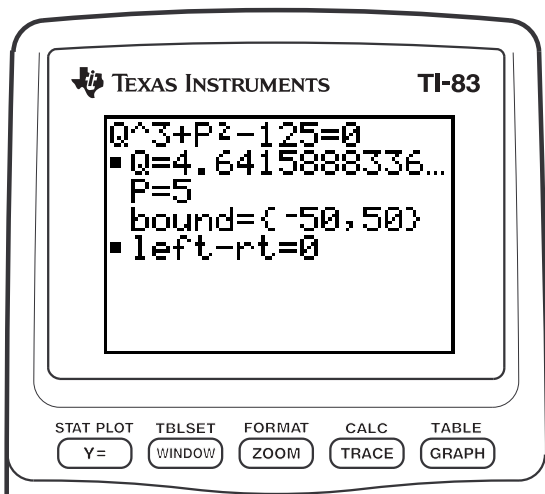 TEXAS INSTRUMENTS TI-83
Q^3+P²-125=0
▪Q=4.6415888336…
P=5
bound={-50,50}
▪left-rt=0
STAT PLOT TBLSET FORMAT CALC TABLE
Y= WINDOW ZOOM TRACE GRAPH